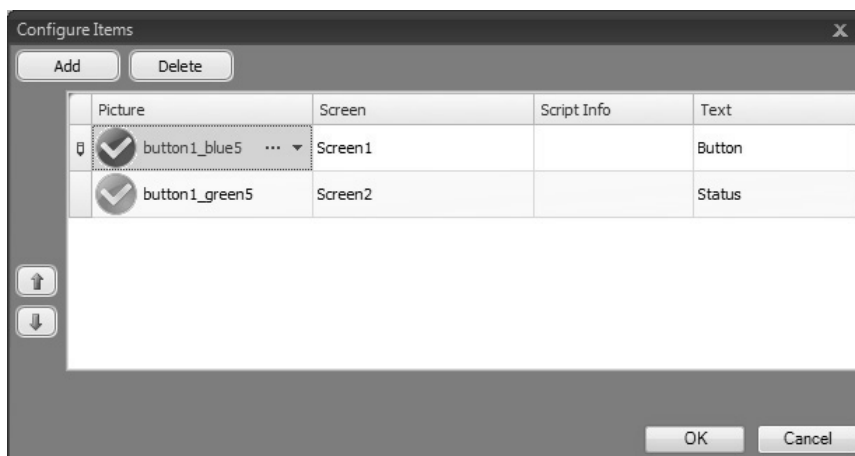 Configure Items X
Add Delete
Picture Screen Script Info Text
button1_blue5 ... Screen1 Button
button1_green5 Screen2 Status
OK Cancel